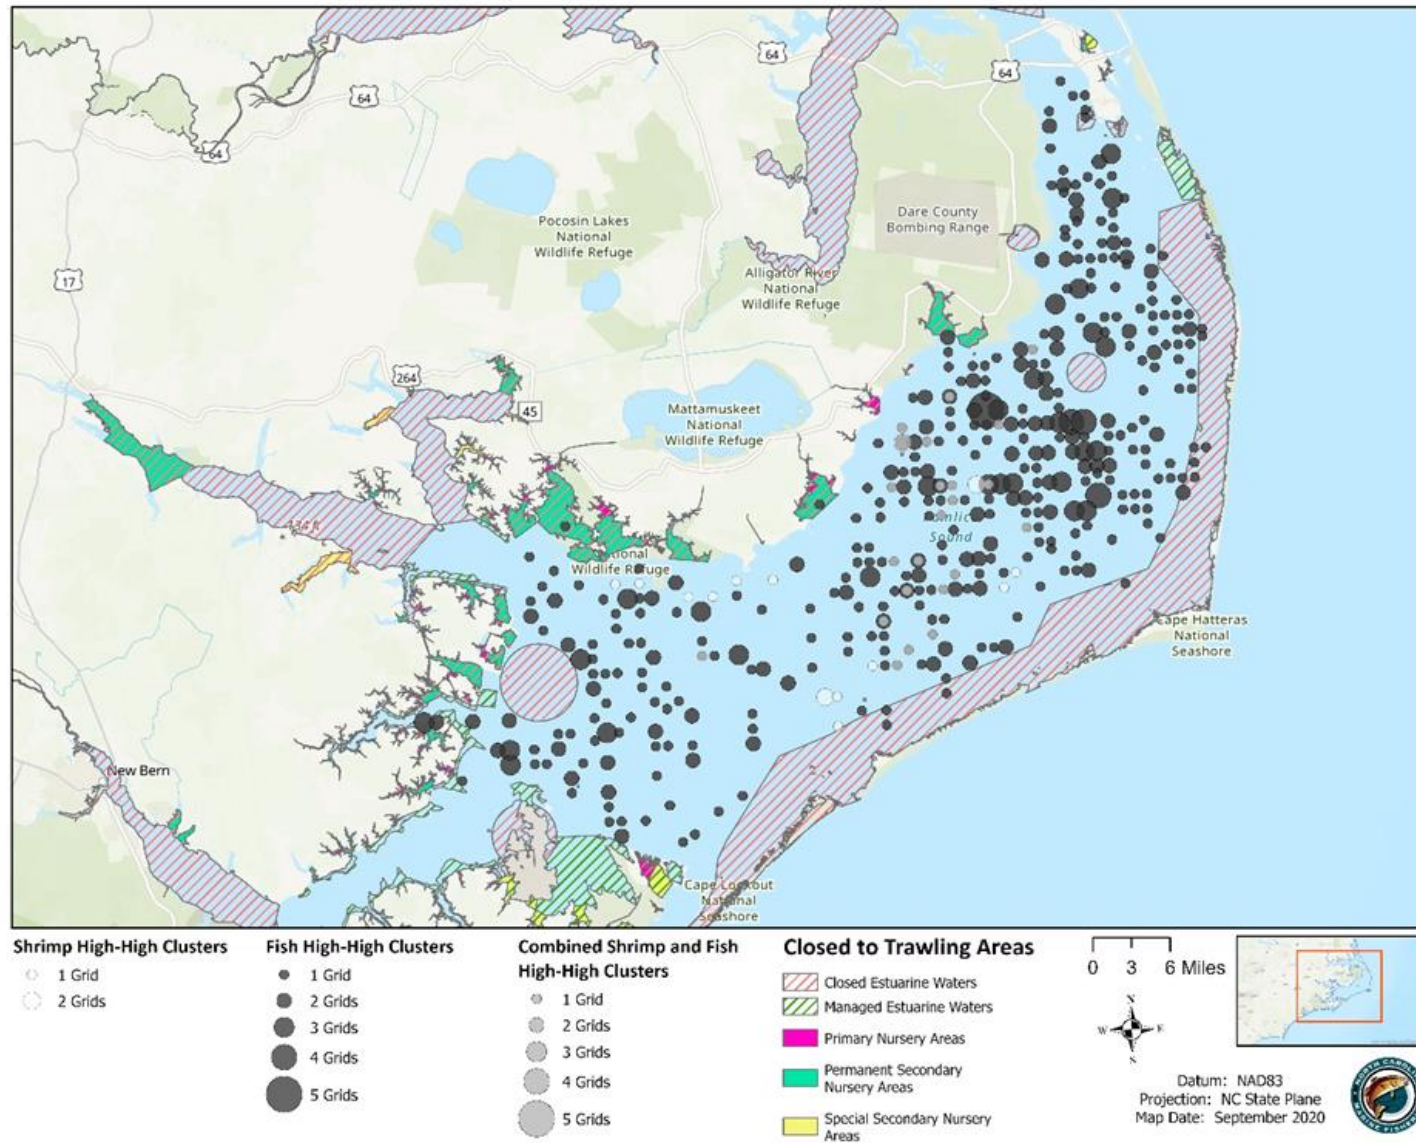 64
64
64
64
Pocosin Lakes
National
Wildlife Refuge
Dare County
Bombing Range
17
Alligator River
National
Wildlife Refuge
264
45
Mattamuskeet
National
Wildlife Refuge
Sound
Wildlife Refuge
Cape Hatteras
National
Seashore
New Bern
Cape Lookout
National
Seashore
Shrimp High-High Clusters
1 Grid
2 Grids
Fish High-High Clusters
1 Grid
2 Grids
3 Grids
4 Grids
5 Grids
Combined Shrimp and Fish
High-High Clusters
1 Grid
2 Grids
3 Grids
4 Grids
5 Grids
Closed to Trawling Areas
Closed Estuarine Waters
Managed Estuarine Waters
Primary Nursery Areas
Permanent Secondary
Nursery Areas
Special Secondary Nursery
Areas
0 3 6 Miles
N
W E
S
Datum: NAD83
Projection: NC State Plane
Map Date: September 2020
NORTH CAROLINA
MARINE FISHERIES